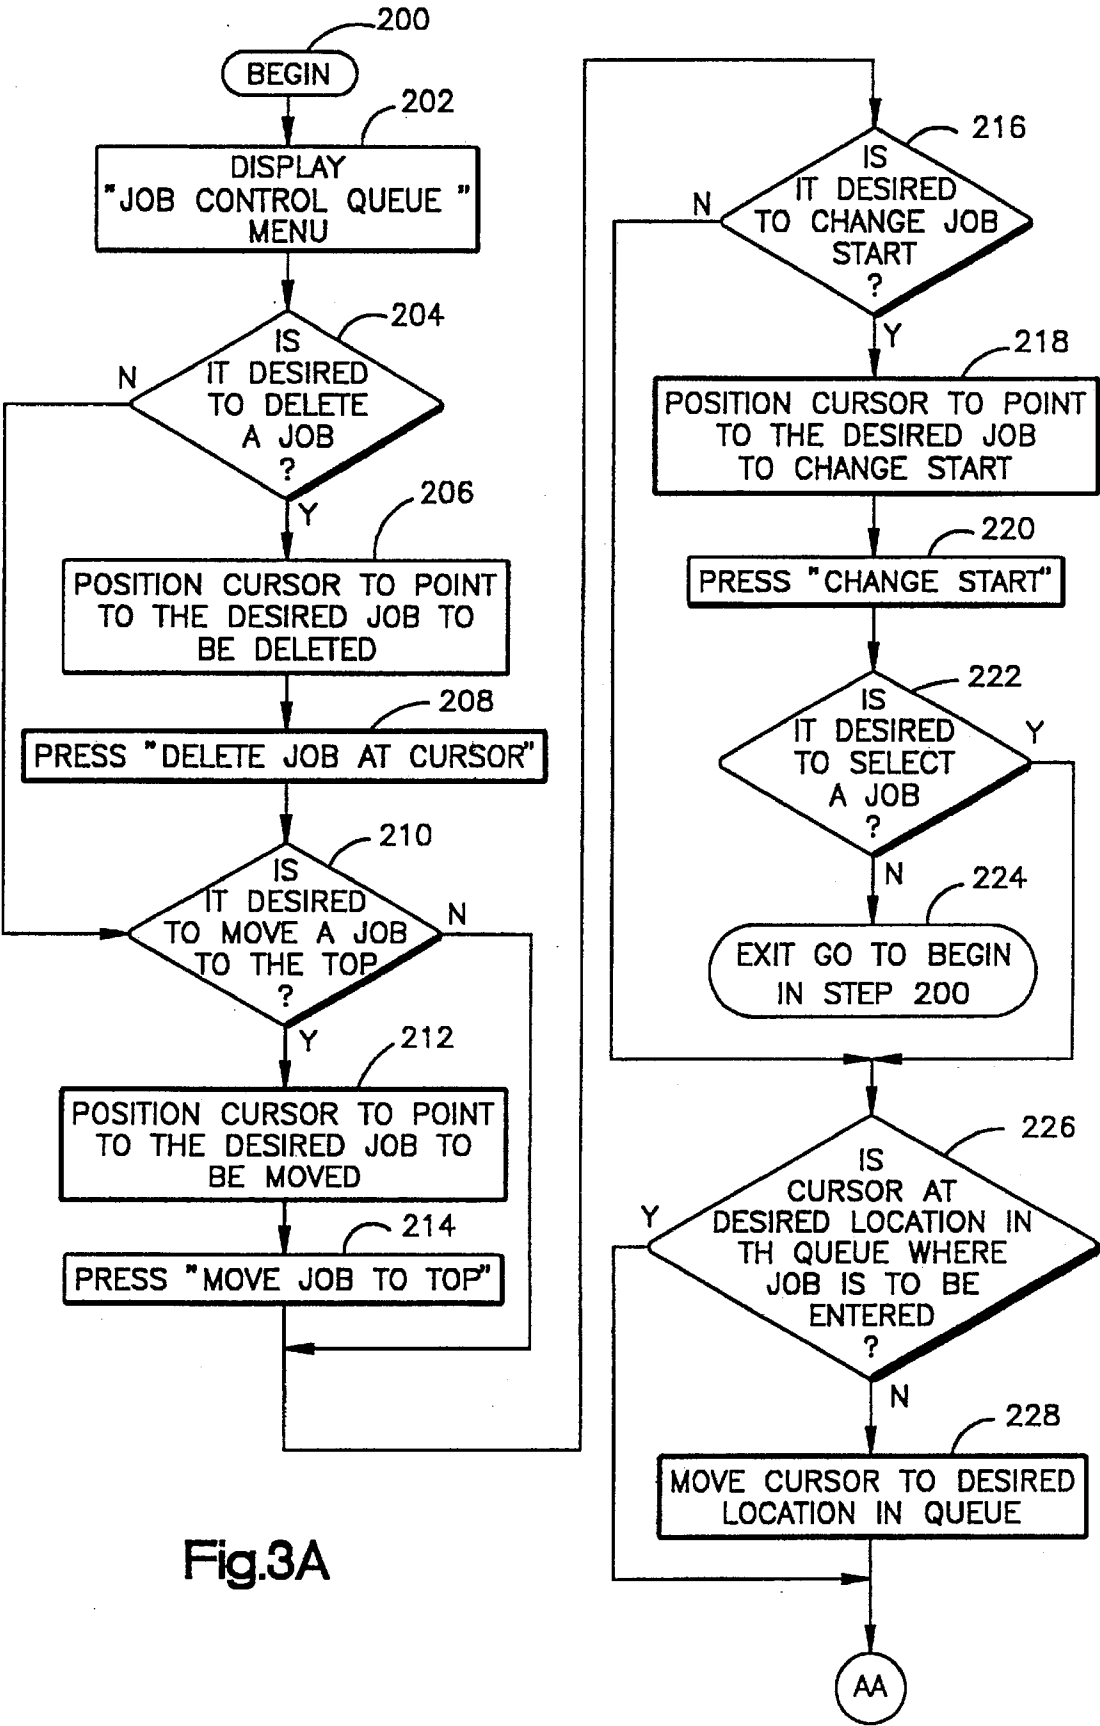 200
BEGIN
202
DISPLAY
"JOB CONTROL QUEUE "
MENU
204
IS
IT DESIRED
TO DELETE
A JOB
?
N
Y
206
POSITION CURSOR TO POINT
TO THE DESIRED JOB TO
BE DELETED
208
PRESS "DELETE JOB AT CURSOR"
210
IS
IT DESIRED
TO MOVE A JOB
TO THE TOP
?
N
Y
212
POSITION CURSOR TO POINT
TO THE DESIRED JOB TO
BE MOVED
214
PRESS "MOVE JOB TO TOP"
216
IS
IT DESIRED
TO CHANGE JOB
START
?
N
Y
218
POSITION CURSOR TO POINT
TO THE DESIRED JOB
TO CHANGE START
220
PRESS "CHANGE START"
222
IS
IT DESIRED
TO SELECT
A JOB
?
Y
N
224
EXIT GO TO BEGIN
IN STEP 200
226
IS
CURSOR AT
DESIRED LOCATION IN
TH QUEUE WHERE
JOB IS TO BE
ENTERED
?
Y
N
228
MOVE CURSOR TO DESIRED
LOCATION IN QUEUE
AA
Fig.3A